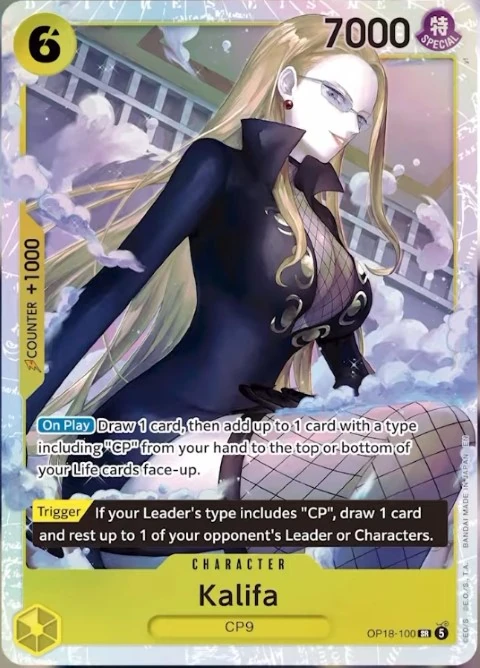 6
7000
特
SPECIAL
COUNTER +1000
On Play Draw 1 card, then add up to 1 card with a type
including "CP" from your hand to the top or bottom of
your Life cards face-up.
Trigger If your Leader's type includes "CP", draw 1 card
and rest up to 1 of your opponent's Leader or Characters.
CHARACTER
Kalifa
CP9
OP18-100 SR 5
BANDAI MADE IN JAPAN